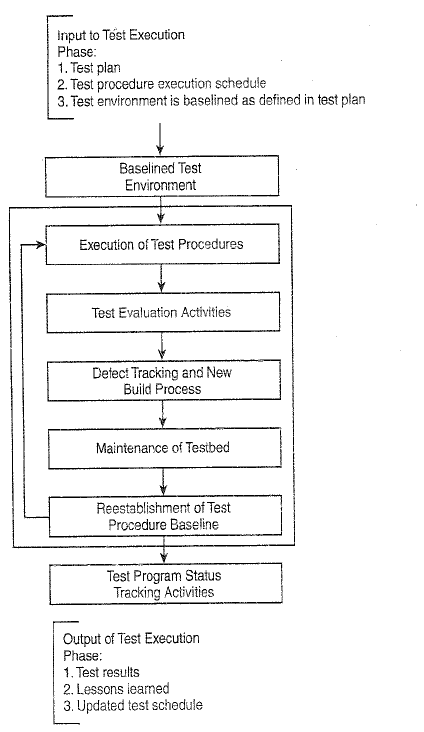 Input to Test Execution
Phase:
1. Test plan
2. Test procedure execution schedule
3. Test environment is baselined as defined in test plan
Baselined Test
Environment
Execution of Test Procedures
Test Evaluation Activities
Defect Tracking and New
Build Process
Maintenance of Testbed
Reestablishment of Test
Procedure Baseline
Test Program Status
Tracking Activities
Output of Test Execution
Phase:
1. Test results
2. Lessons learned
3. Updated test schedule